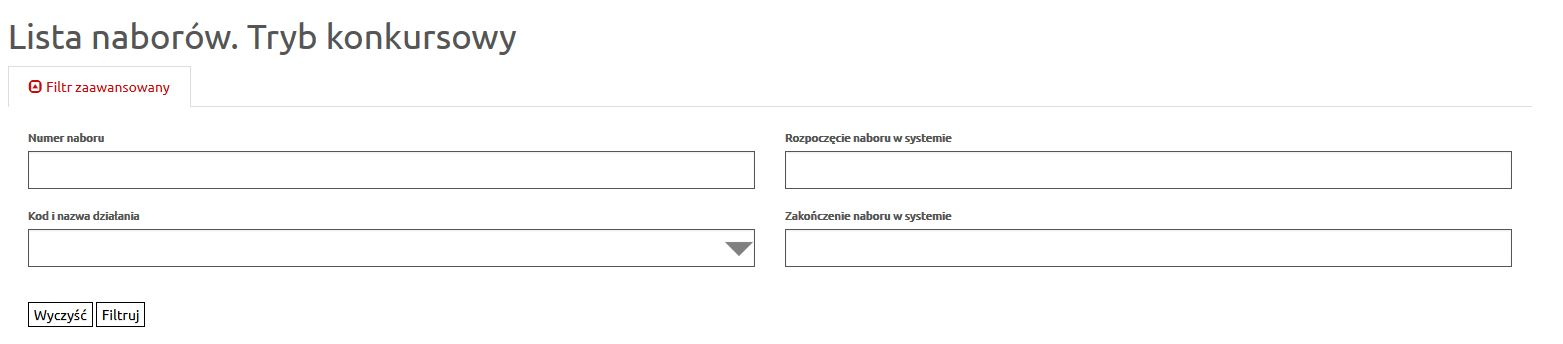 Lista naborów. Tryb konkursowy
Filtr zaawansowany
Numer naboru
Rozpoczęcie naboru w systemie
Kod i nazwa działania
Zakończenie naboru w systemie
Wyczyść Filtruj